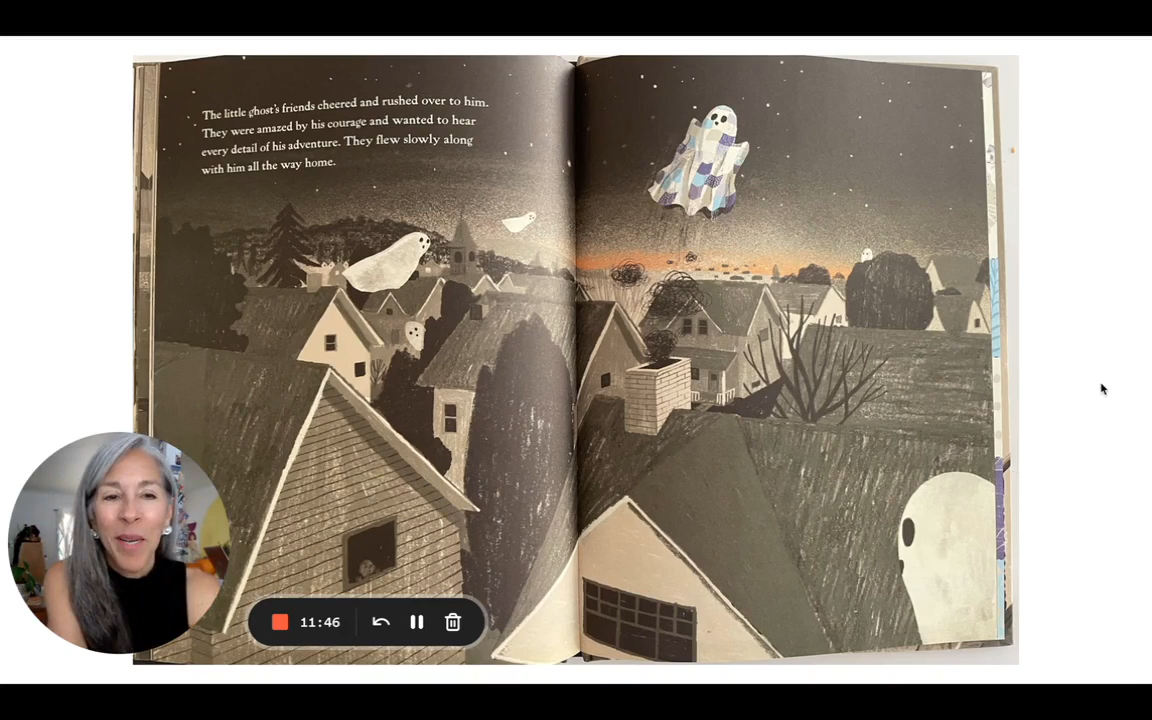 The little ghost's friends cheered and rushed over to him.
They were amazed by his courage and wanted to hear
every detail of his adventure. They flew slowly along
with him all the way home.
11:46